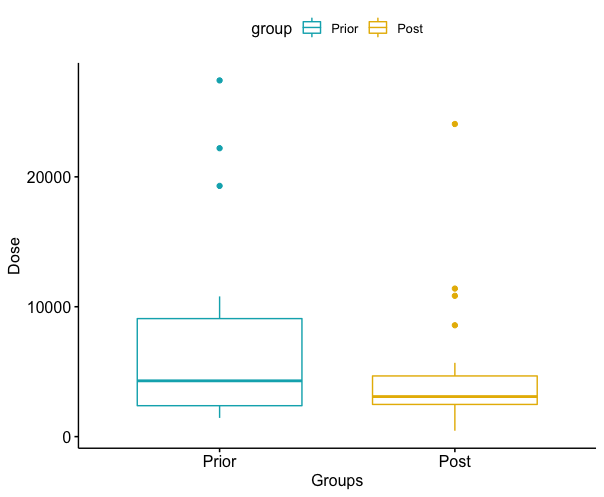 group Prior Post
20000
10000
0
Dose
Prior Post
Groups